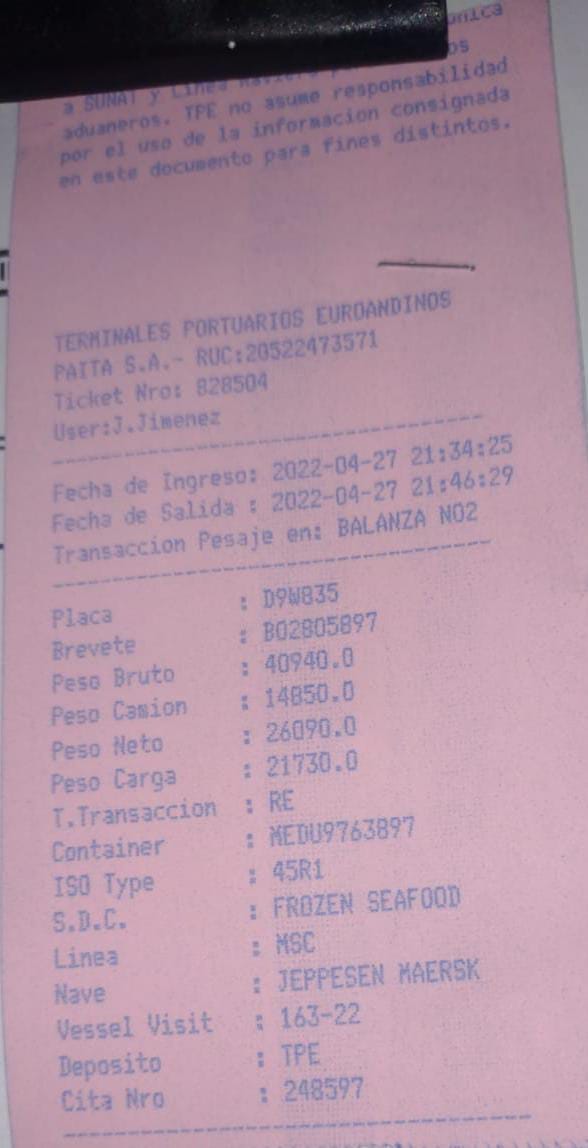 a SUNAT y Linea
aduaneros. TPE no asume responsabilidad
por el uso de la informacion consignada
en este documento para fines distintos.
TERMINALES PORTUARIOS EUROANDINOS
PAITA S.A.- RUC:20522473571
Ticket Nro: 828504
User:J.Jimenez
Fecha de Ingreso: 2022-04-27 21:34:25
Fecha de Salida : 2022-04-27 21:46:29
Transaccion Pesaje en: BALANZA NO2
Placa : D9W835
Brevete : B02805897
Peso Bruto : 40940.0
Peso Camion : 14850.0
Peso Neto : 26090.0
Peso Carga : 21730.0
T.Transaccion : RE
Container : MEDU9763897
ISO Type : 45R1
S.D.C. : FROZEN SEAFOOD
Linea : MSC
Nave : JEPPESEN MAERSK
Vessel Visit : 163-22
Deposito : TPE
Cita Nro : 248597